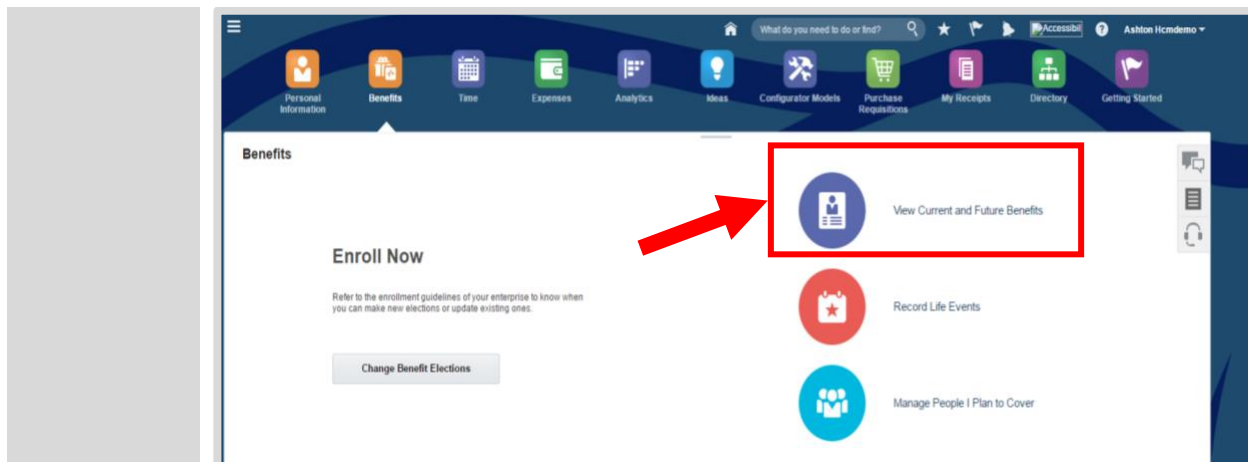 What do you need to do or find?
Accessibil
?
Ashton Hcmdemo
Personal
Information
Benefits
Time
Expenses
Analytics
Ideas
Configurator Models
Purchase
Requisitions
My Receipts
Directory
Getting Started
Benefits
View Current and Future Benefits
Enroll Now
Refer to the enrollment guidelines of your enterprise to know when
you can make new elections or update existing ones.
Record Life Events
Change Benefit Elections
Manage People I Plan to Cover